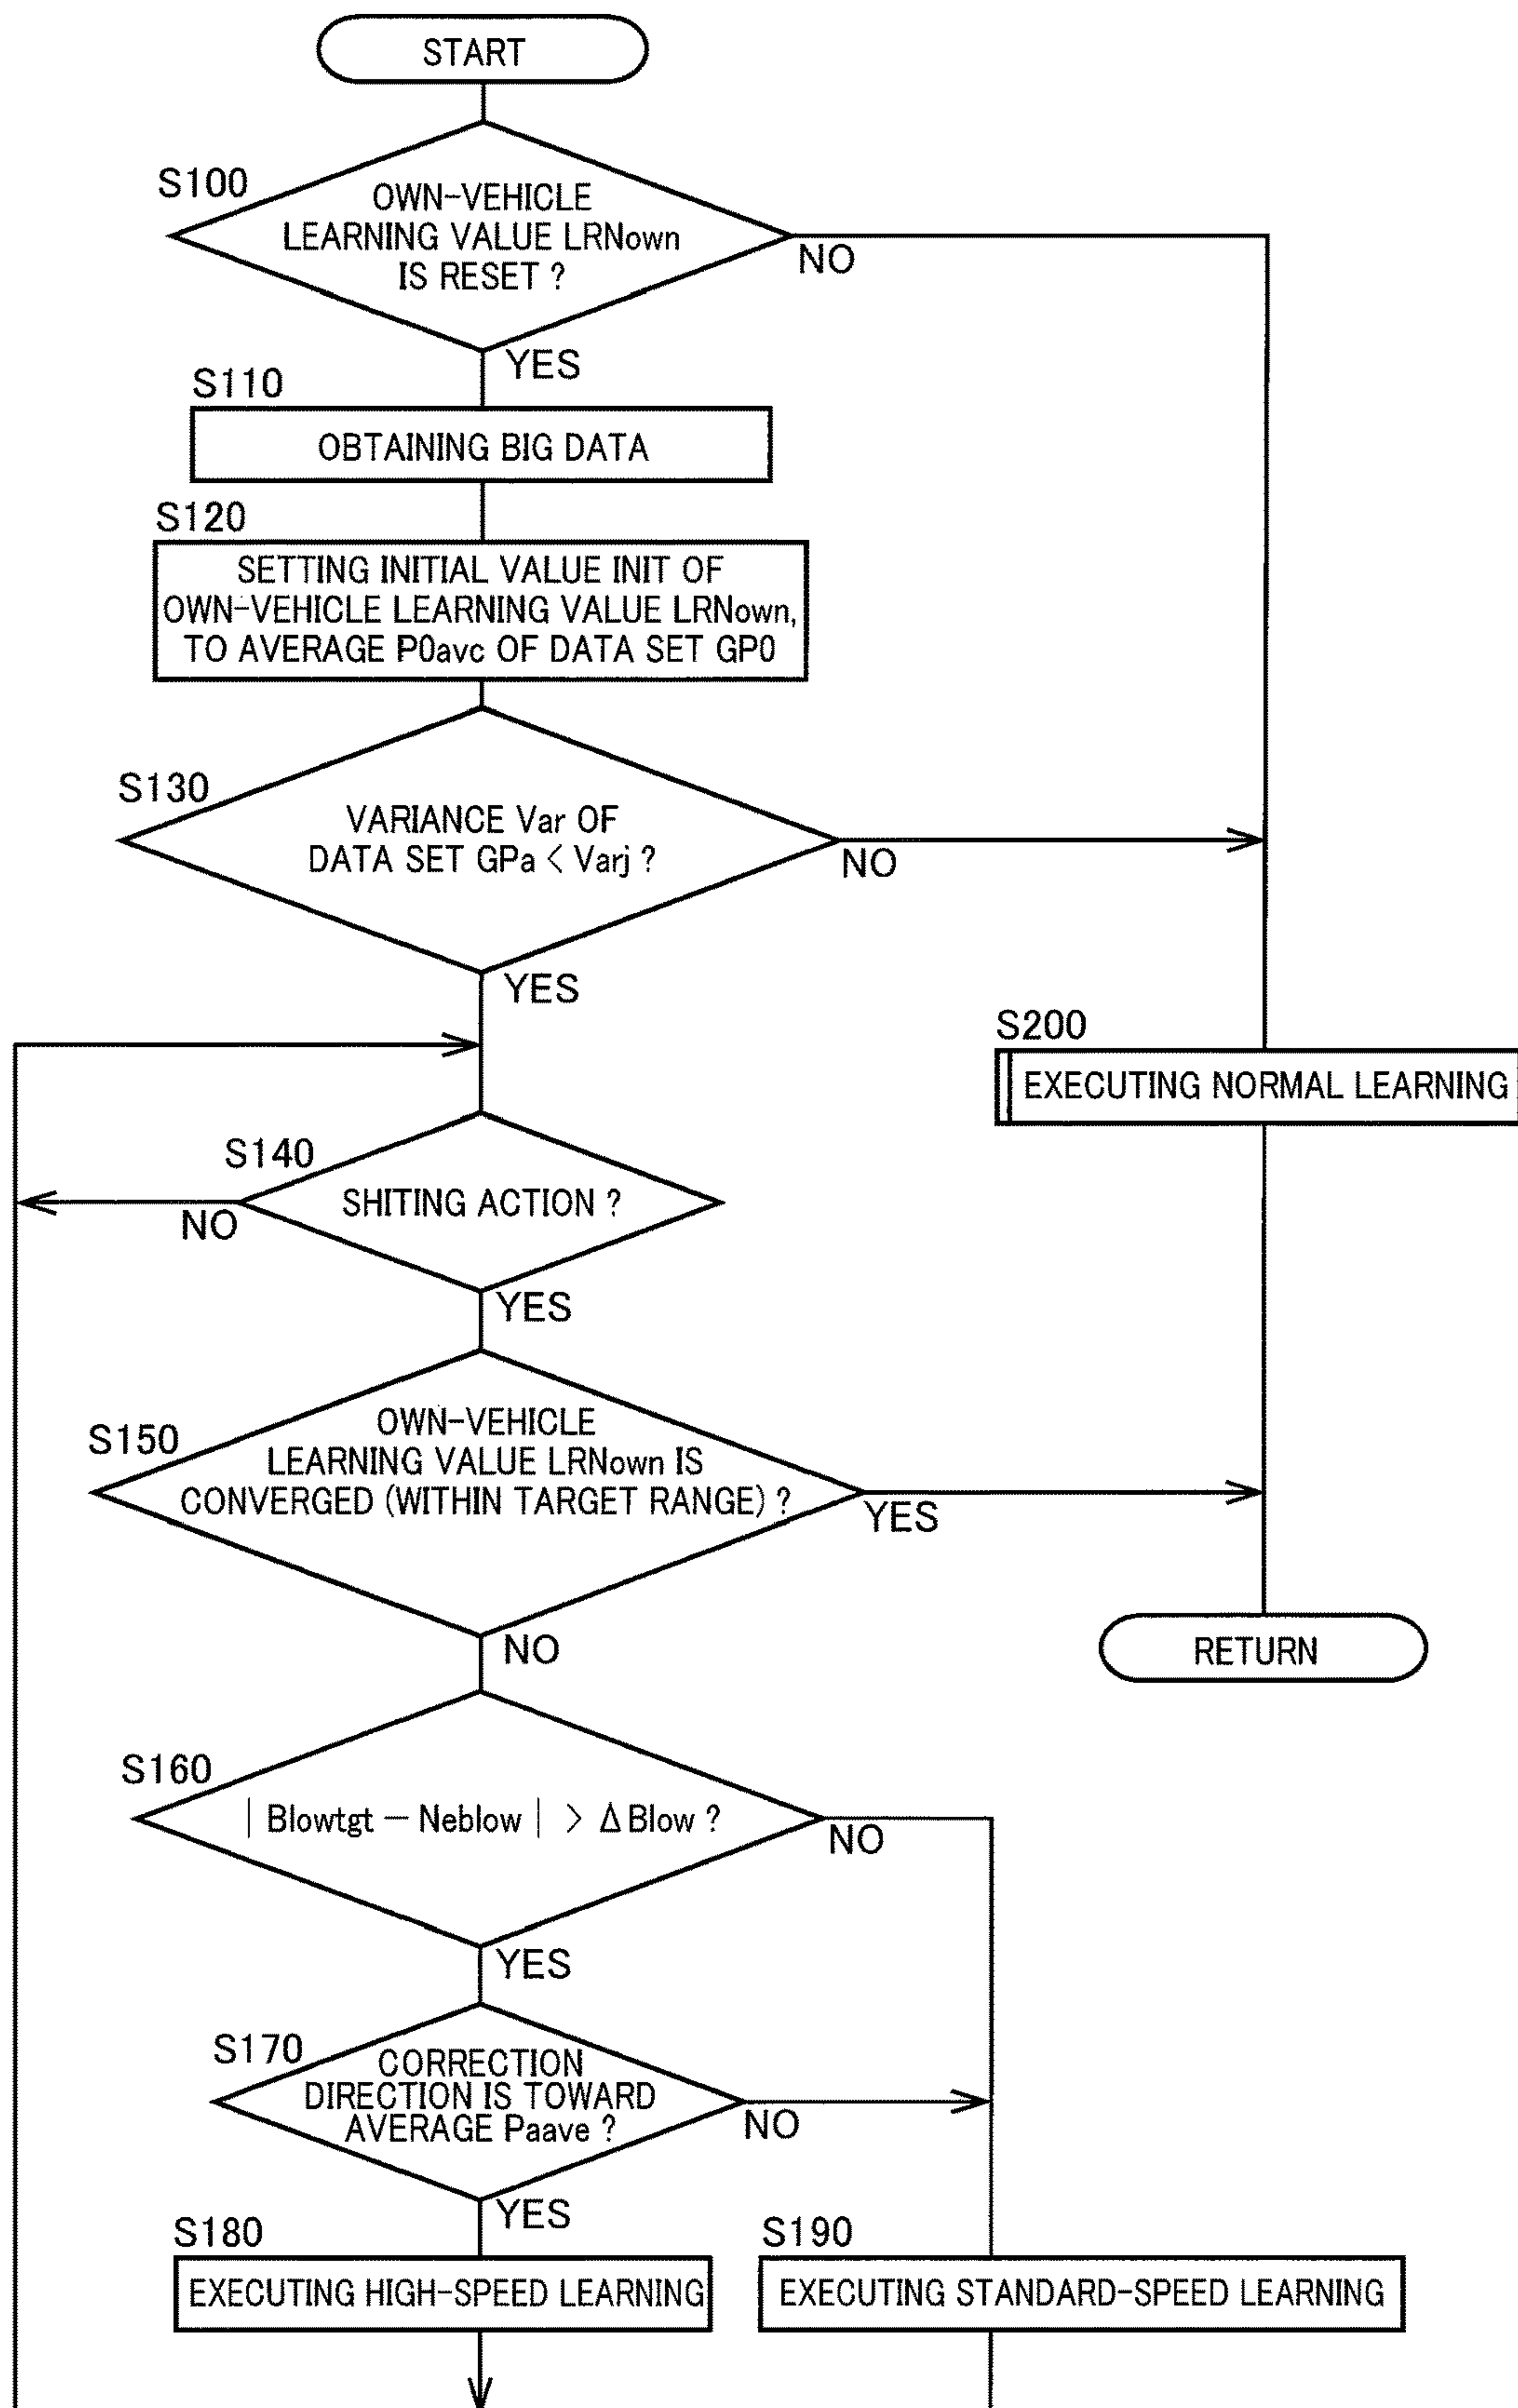 START
S100
OWN-VEHICLE
LEARNING VALUE LRNown
IS RESET ?
NO
YES
S110
OBTAINING BIG DATA
S120
SETTING INITIAL VALUE INIT OF
OWN-VEHICLE LEARNING VALUE LRNown,
TO AVERAGE P0avc OF DATA SET GP0
S130
VARIANCE Var OF
DATA SET GPa < Varj ?
NO
YES
S200
EXECUTING NORMAL LEARNING
S140
SHITING ACTION ?
NO
YES
S150
OWN-VEHICLE
LEARNING VALUE LRNown IS
CONVERGED (WITHIN TARGET RANGE) ?
YES
NO
RETURN
S160
| Blowtgt − Neblow | > Δ Blow ?
NO
YES
S170
CORRECTION
DIRECTION IS TOWARD
AVERAGE Paave ?
NO
YES
S180
EXECUTING HIGH-SPEED LEARNING
S190
EXECUTING STANDARD-SPEED LEARNING